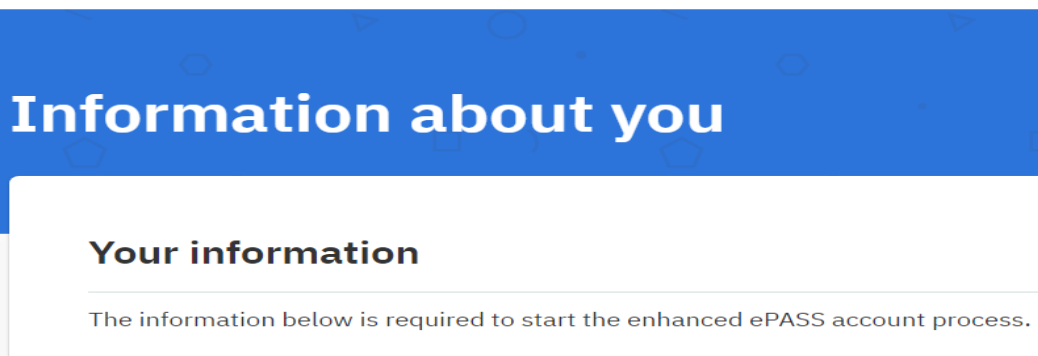 Information about you
Your information
The information below is required to start the enhanced ePASS account process.